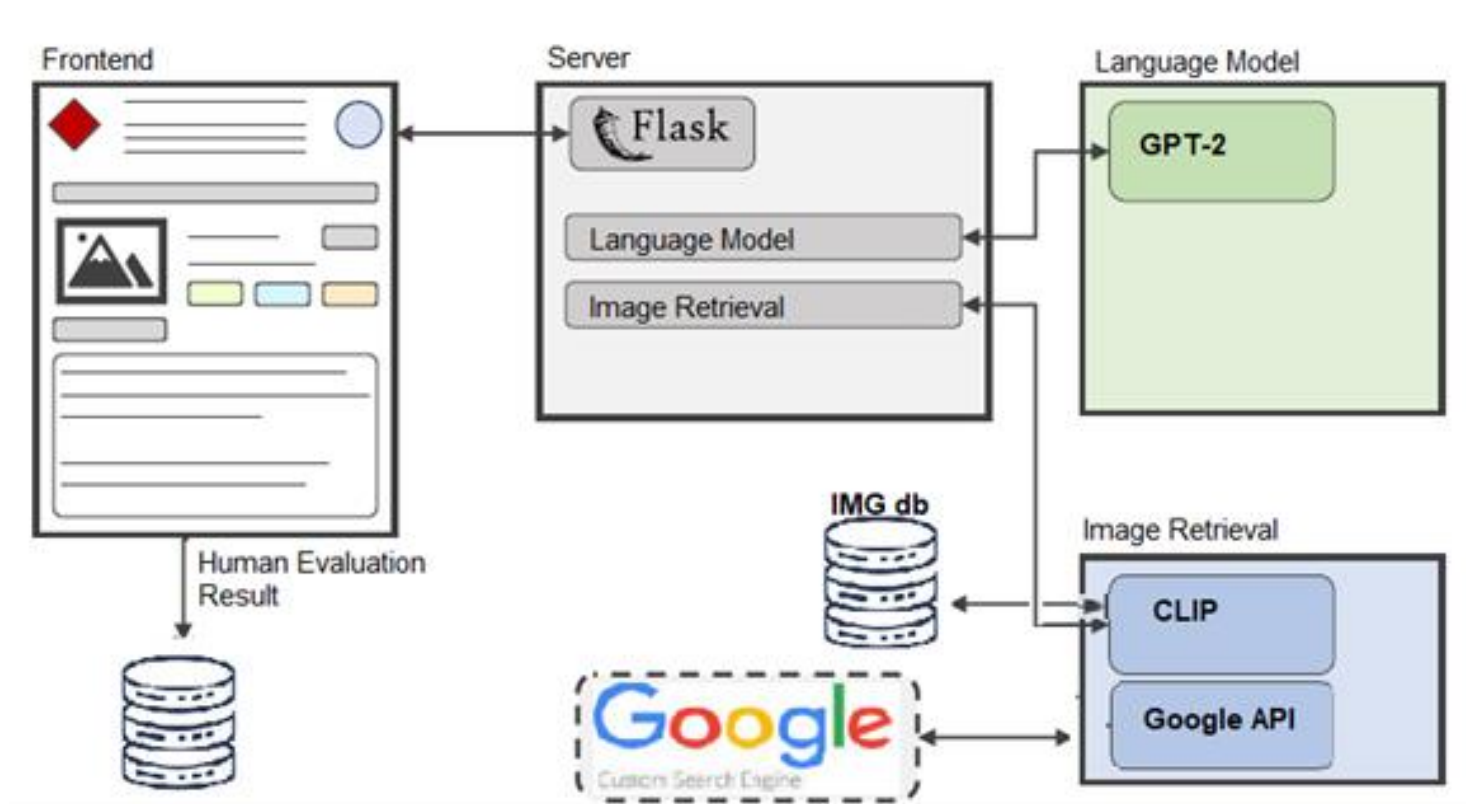 Frontend
Server
Language Model
Flask
GPT-2
Language Model
Image Retrieval
IMG db
Image Retrieval
Human Evaluation
Result
CLIP
Google
Google API
Custom Search Engine